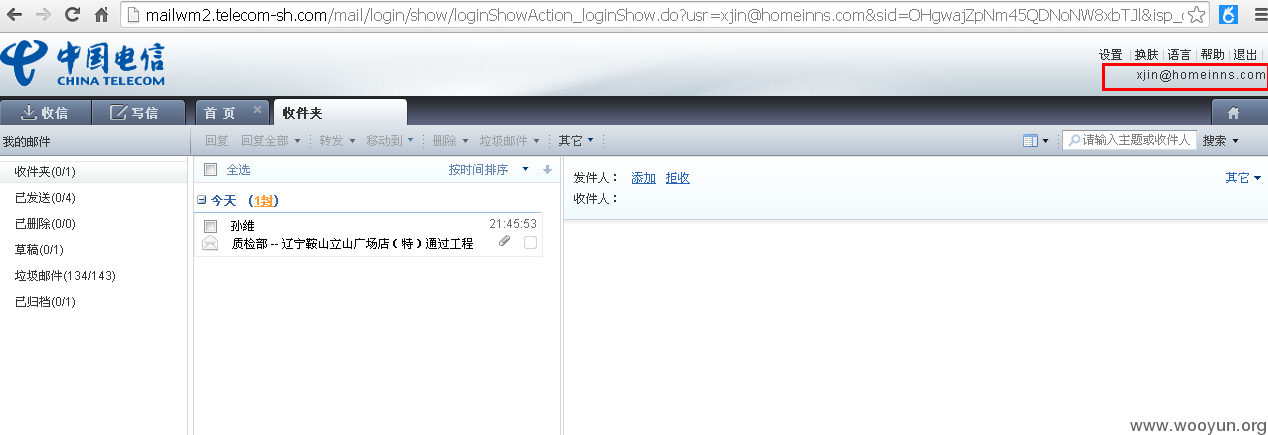 mailwm2.telecom-sh.com/mail/login/show/loginShowAction_loginShow.do?usr=xjin@homeinns.com&sid=OHgwajZpNm45QDNoNW8xbTJl&isp_
中国电信
CHINA TELECOM
设置 换肤 语言 帮助 退出
xjin@homeinns.com
收信 写信 首 页 收件夹
我的邮件 回复 回复全部 转发 移动到 删除 垃圾邮件 其它 请输入主题或收件人 搜索
收件夹(0/1)
已发送(0/4)
已删除(0/0)
草稿(0/1)
垃圾邮件(134/143)
已归档(0/1)
全选 按时间排序
今天 (1封)
孙维 21:45:53
质检部 -- 辽宁鞍山立山广场店(特)通过工程
发件人： 添加 拒收 其它
收件人：
www.wooyun.org